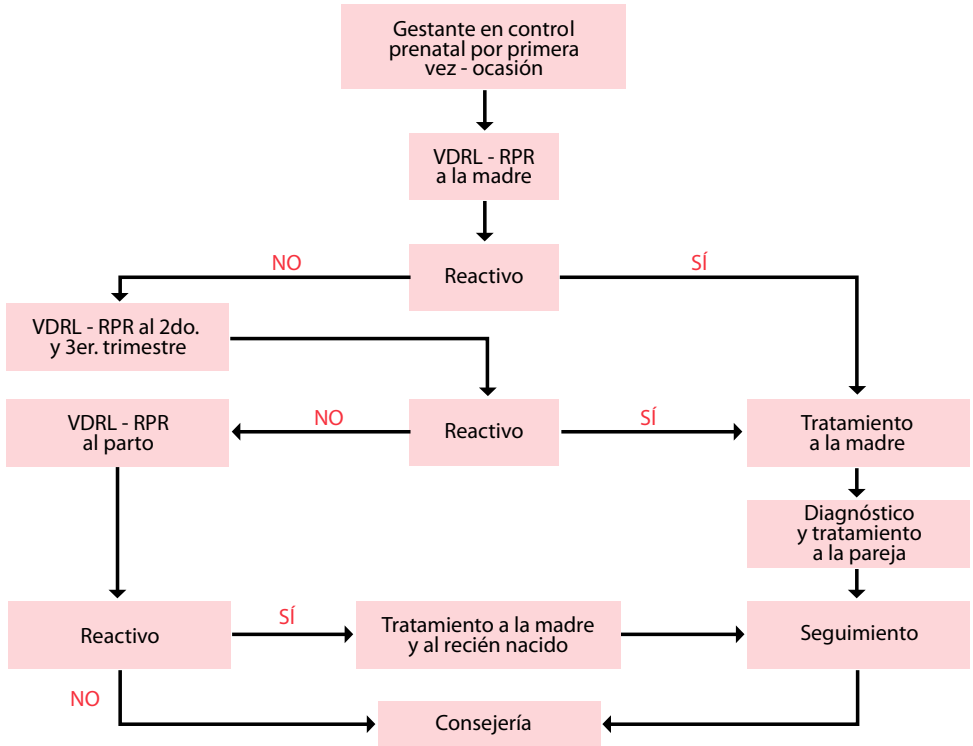 Gestante en control
prenatal por primera
vez - ocasión
VDRL - RPR
a la madre
NO
Reactivo
SÍ
VDRL - RPR al 2do.
y 3er. trimestre
VDRL - RPR
al parto
NO
Reactivo
SÍ
Tratamiento
a la madre
Diagnóstico
y tratamiento
a la pareja
Reactivo
SÍ
Tratamiento a la madre
y al recién nacido
Seguimiento
NO
Consejería